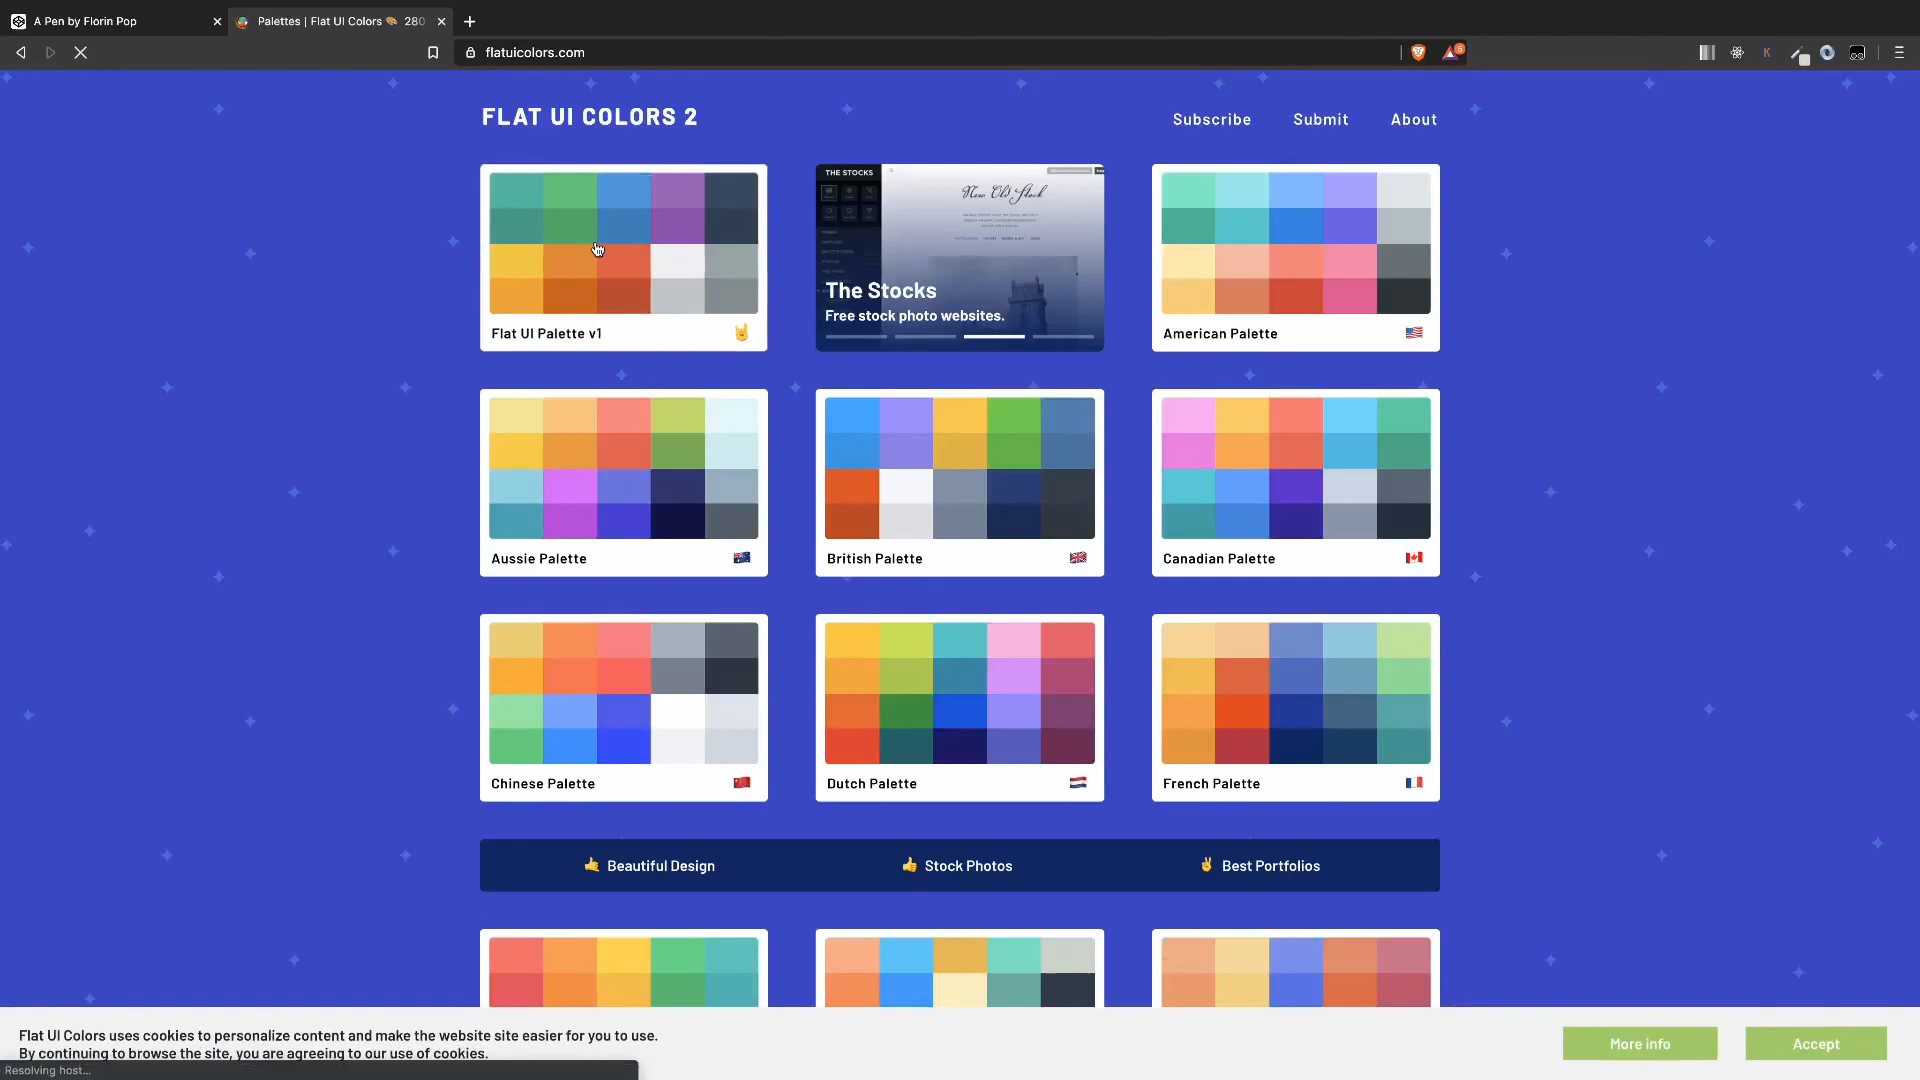 A Pen by Florin Pop
Palettes | Flat UI Colors 🎨 280
flatuicolors.com
FLAT UI COLORS 2
Subscribe
Submit
About
Flat UI Palette v1
THE STOCKS
New Old Stock
The Stocks
Free stock photo websites.
American Palette
Aussie Palette
British Palette
Canadian Palette
Chinese Palette
Dutch Palette
French Palette
Beautiful Design
Stock Photos
Best Portfolios
Flat UI Colors uses cookies to personalize content and make the website site easier for you to use.
By continuing to browse the site, you are agreeing to our use of cookies.
More info
Accept
Resolving host...